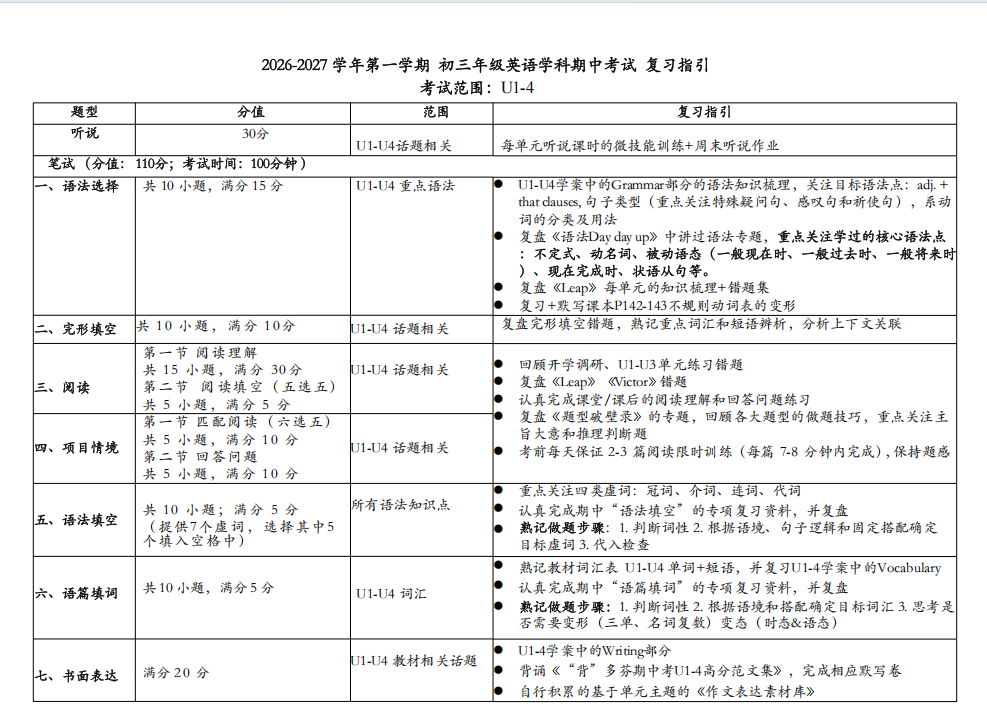 2026-2027 学年第一学期 初三年级英语学科期中考试 复习指引
考试范围：U1-4
题型 分值 范围 复习指引
听说 30分 U1-U4话题相关 每单元听说课时的微技能训练+周末听说作业
笔试（分值： 110分；考试时间：100分钟）
一、语法选择
共 10 小题，满分 15 分
U1-U4 重点语法
● U1-U4学案中的Grammar部分的语法知识梳理，关注目标语法点：adj. +
that clauses, 句子类型（重点关注特殊疑问句、感叹句和祈使句），系动
词的分类及用法
● 复盘《语法Day day up》中讲过语法专题，重点关注学过的核心语法点
：不定式、动名词、被动语态（一般现在时、一般过去时、一般将来时
）、现在完成时、状语从句等。
● 复盘《Leap》每单元的知识梳理+错题集
● 复习+默写课本P142-143不规则动词表的变形
二、完形填空
共 10 小题，满分 10分
U1-U4 话题相关
复盘完形填空错题，熟记重点词汇和短语辨析，分析上下文关联
三、阅读
第一节 阅读理解
共 15 小题，满分 30分
第二节 阅读填空（五选五）
共 5 小题，满分 5 分
U1-U4 话题相关
四、项目情境
第一节 匹配阅读（六选五）
共 5 小题，满分 10 分
第二节 回答问题
共 5 小题，满分 10 分
U1-U4 话题相关
● 回顾开学调研、U1-U3单元练习错题
● 复盘《Leap》《Victor》错题
● 认真完成课堂/课后的阅读理解和回答问题练习
● 复盘《题型破壁录》的专题，回顾各大题型的做题技巧，重点关注主
旨大意和推理判断题
● 考前每天保证 2-3 篇阅读限时训练（每篇 7-8 分钟内完成）,保持题感
五、语法填空
共 10 小题；满分 5 分
（提供7个虚词，选择其中5
个填入空格中）
所有语法知识点
● 重点关注四类虚词：冠词、介词、连词、代词
● 认真完成期中“语法填空”的专项复习资料，并复盘
● 熟记做题步骤：1. 判断词性 2. 根据语境、句子逻辑和固定搭配确定
目标虚词 3. 代入检查
六、语篇填词
共10 小题，满分 5 分
U1-U4 词汇
● 熟记教材词汇表 U1-U4 单词+短语，并复习U1-4学案中的Vocabulary
● 认真完成期中“语篇填词”的专项复习资料，并复盘
● 熟记做题步骤：1. 判断词性 2. 根据语境和搭配确定目标词汇 3. 思考是
否需要变形（三单、名词复数）变态（时态&语态）
七、书面表达
满分 20 分
U1-U4 教材相关话题
● U1-4学案中的Writing部分
● 背诵《“背”多芬期中考U1-4高分范文集》，完成相应默写卷
● 自行积累的基于单元主题的《作文表达素材库》